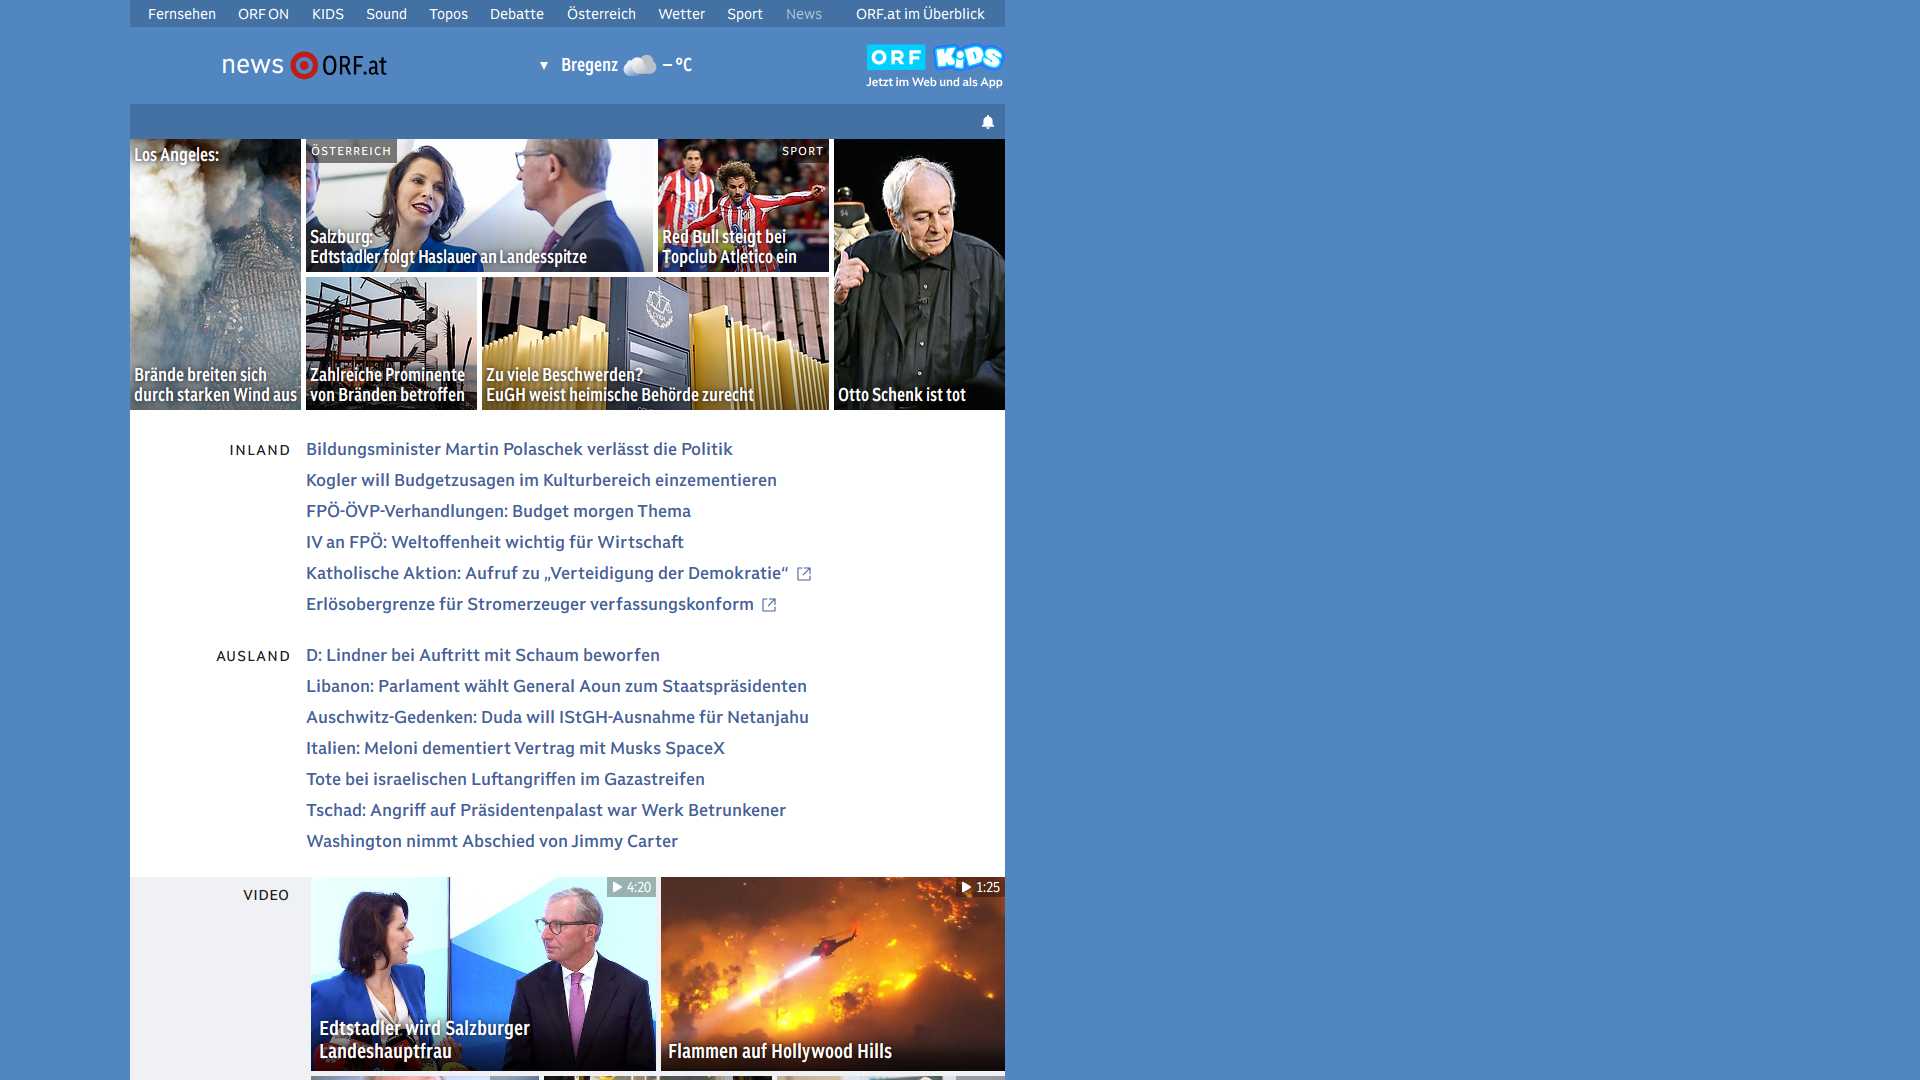 Fernsehen ORF ON KIDS Sound Topos Debatte Österreich Wetter Sport News ORF.at im Überblick
news ORF.at
Bregenz – °C
ORF KiDS
Jetzt im Web und als App
Los Angeles:
Brände breiten sich
durch starken Wind aus
ÖSTERREICH
Salzburg:
Edtstadler folgt Haslauer an Landesspitze
SPORT
Red Bull steigt bei
Topclub Atletico ein
Zahlreiche Prominente
von Bränden betroffen
Zu viele Beschwerden?
EuGH weist heimische Behörde zurecht
Otto Schenk ist tot
INLAND
Bildungsminister Martin Polaschek verlässt die Politik
Kogler will Budgetzusagen im Kulturbereich einzementieren
FPÖ-ÖVP-Verhandlungen: Budget morgen Thema
IV an FPÖ: Weltoffenheit wichtig für Wirtschaft
Katholische Aktion: Aufruf zu „Verteidigung der Demokratie“
Erlösobergrenze für Stromerzeuger verfassungskonform
AUSLAND
D: Lindner bei Auftritt mit Schaum beworfen
Libanon: Parlament wählt General Aoun zum Staatspräsidenten
Auschwitz-Gedenken: Duda will IStGH-Ausnahme für Netanjahu
Italien: Meloni dementiert Vertrag mit Musks SpaceX
Tote bei israelischen Luftangriffen im Gazastreifen
Tschad: Angriff auf Präsidentenpalast war Werk Betrunkener
Washington nimmt Abschied von Jimmy Carter
VIDEO
4:20
Edtstadler wird Salzburger
Landeshauptfrau
1:25
Flammen auf Hollywood Hills